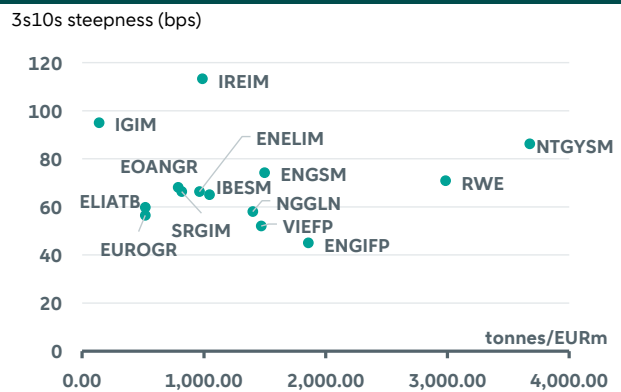 3s10s steepness (bps)
120
IREIM
100
IGIM
ENELIM
80
NTGYSM
EOANGR
ENGSM
RWE
IBESM
ELIATB
NGGLN
60
SRGIM
VIEFP
EUROGR
ENGIFP
40
20
tonnes/EURm
0
0.00 1,000.00 2,000.00 3,000.00 4,000.00